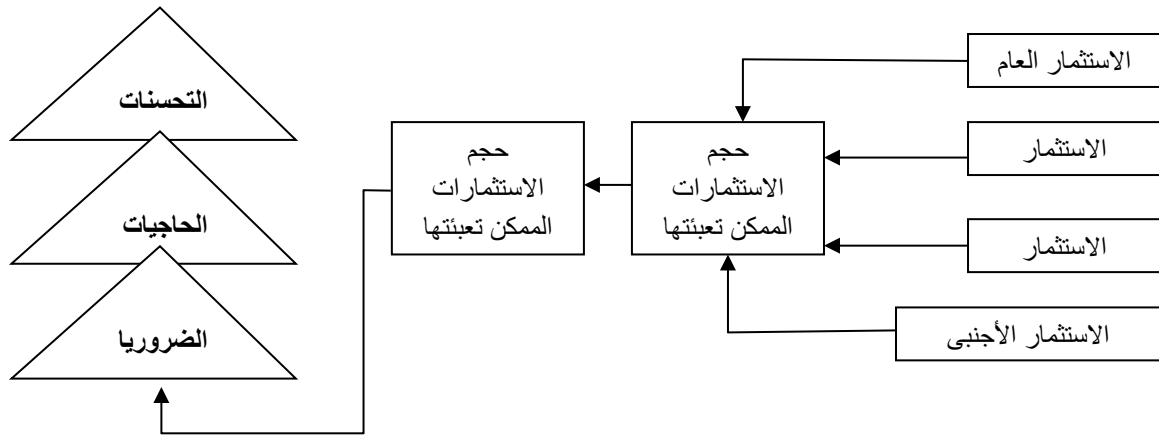 الاستثمار العام
الاستثمار
الاستثمار
الاستثمار الأجنبى
حجم
الاستثمارات
الممكن تعبئتها
حجم
الاستثمارات
الممكن تعبئتها
التحسنات
الحاجيات
الضروريا